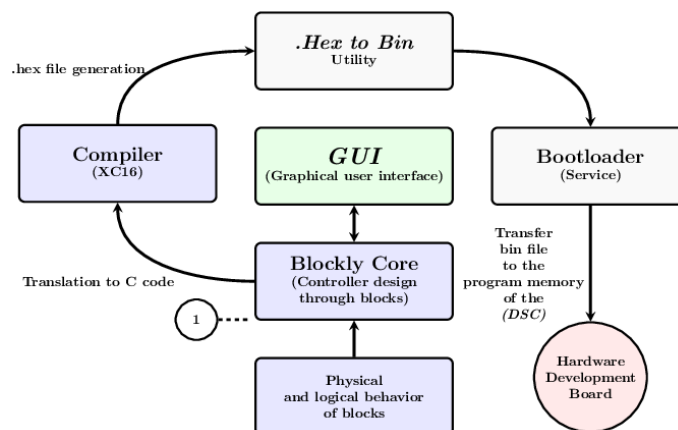 .Hex to Bin
Utility
.hex file generation
Compiler
(XC16)
GUI
(Graphical user interface)
Bootloader
(Service)
Translation to C code
Blockly Core
(Controller design
through blocks)
Transfer
bin file
to the
program memory
of the
(DSC)
1
Physical
and logical behavior
of blocks
Hardware
Development
Board